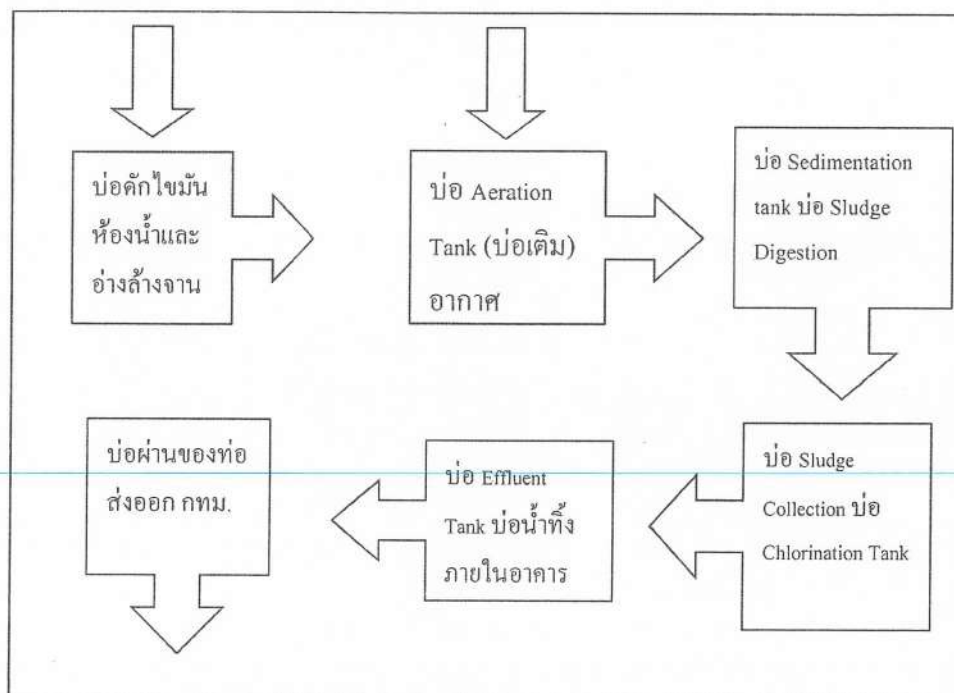 บ่อดักไขมัน
ห้องน้ำและ
อ่างล้างจาน
บ่อ Aeration
Tank (บ่อเติม)
อากาศ
บ่อ Sedimentation
tank บ่อ Sludge
Digestion
บ่อ Sludge
Collection บ่อ
Chlorination Tank
บ่อ Effluent
Tank บ่อน้ำทิ้ง
ภายในอาคาร
บ่อผ่านของท่อ
ส่งออก กทม.